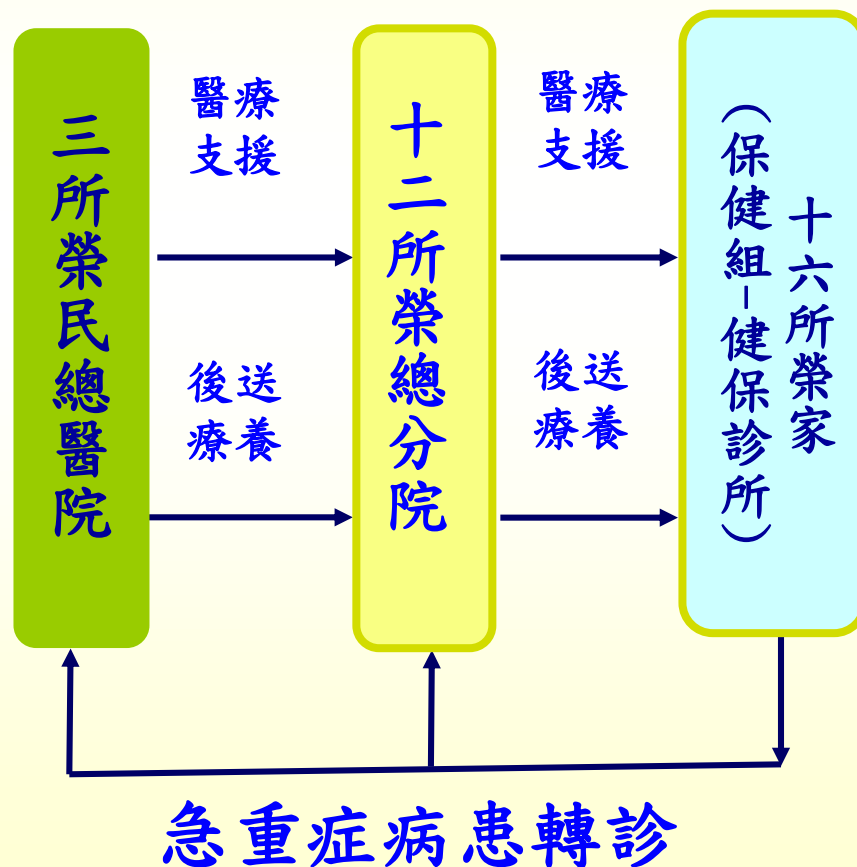 三所榮民總醫院
醫療
支援
後送
療養
十二所榮總分院
醫療
支援
後送
療養
十六所榮家
（保健組-健保診所）
急重症病患轉診